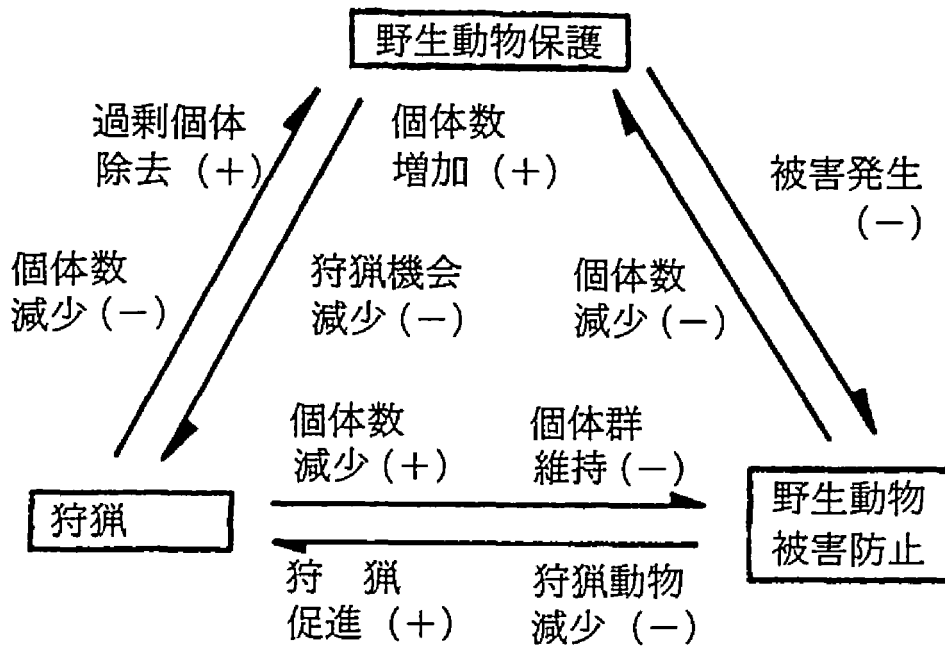 野生動物保護
過剰個体
除去（＋）
個体数
増加（＋）
被害発生
（－）
個体数
減少（－）
狩猟機会
減少（－）
個体数
減少（－）
個体数
減少（＋）
個体群
維持（－）
狩猟
野生動物
被害防止
狩　猟
促進（＋）
狩猟動物
減少（－）